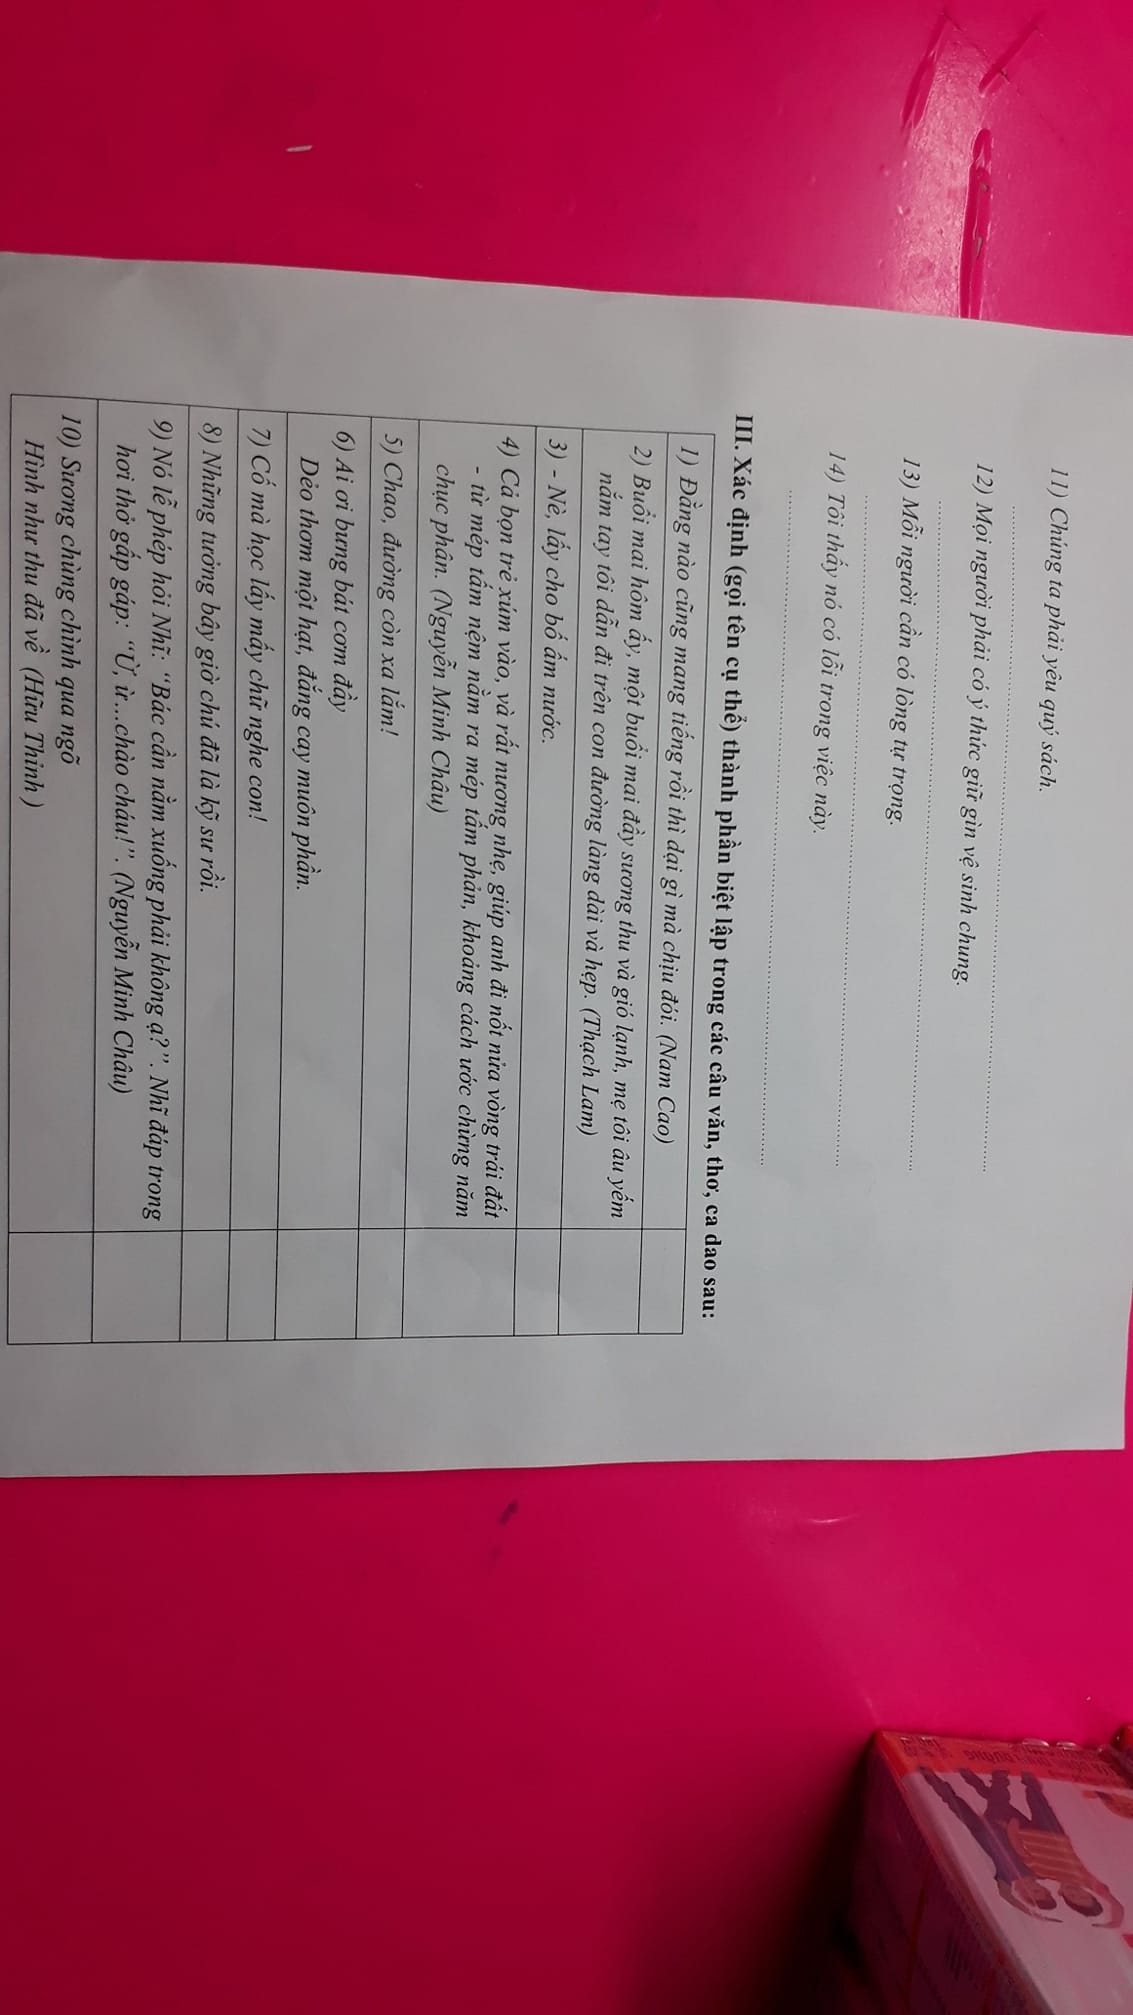 11) Chúng ta phải yêu quý sách.
12) Mọi người phải có ý thức giữ gìn vệ sinh chung.
13) Mỗi người cần có lòng tự trọng.
14) Tôi thấy nó có lỗi trong việc này.
III. Xác định (gọi tên cụ thể) thành phần biệt lập trong các câu văn, thơ, ca dao sau:
1) Đằng nào cũng mang tiếng rồi thì dại gì mà chịu đói. (Nam Cao)
2) Buổi mai hôm ấy, một buổi mai đầy sương thu và gió lạnh, mẹ tôi âu yếm
nắm tay tôi dẫn đi trên con đường làng dài và hẹp. (Thạch Lam)
3) - Nè, lấy cho bố ấm nước.
4) Cả bọn trẻ xúm vào, và rất nương nhẹ, giúp anh đi nốt nửa vòng trái đất
- từ mép tấm nệm nằm ra mép tấm phản, khoảng cách ước chừng năm
chục phân. (Nguyễn Minh Châu)
5) Chao, đường còn xa lắm!
6) Ai ơi bưng bát cơm đầy
Dẻo thơm một hạt, đắng cay muôn phần.
7) Cố mà học lấy mấy chữ nghe con!
8) Những tưởng bây giờ chú đã là kỹ sư rồi.
9) Nó lễ phép hỏi Nhĩ: “Bác cần nằm xuống phải không ạ?”. Nhĩ đáp trong
hơi thở gấp gáp: “Ừ, ừ...chào cháu!”. (Nguyễn Minh Châu)
10) Sương chùng chình qua ngõ
Hình như thu đã về (Hữu Thỉnh )